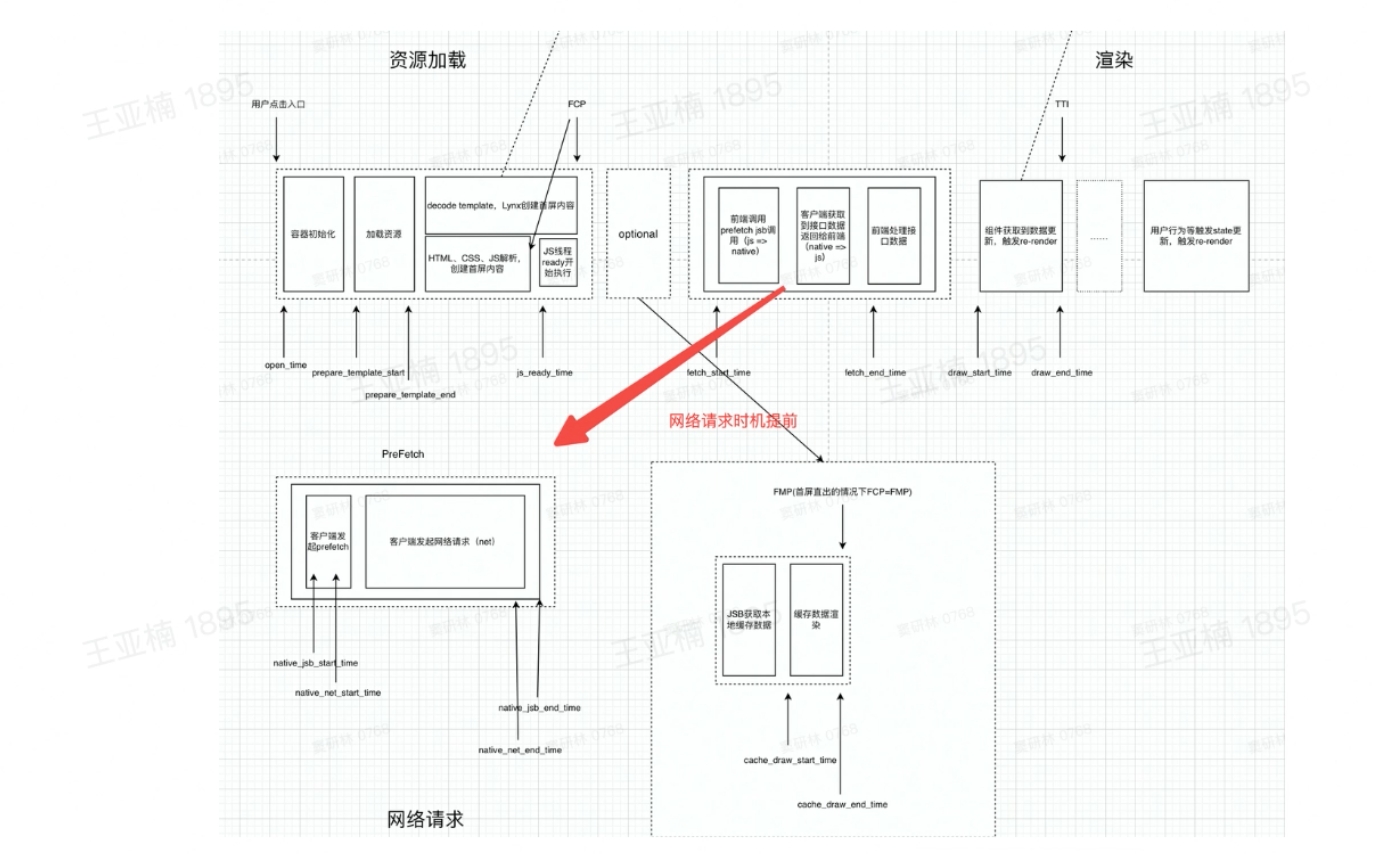 资源加载
渲染
用户点击入口
FCP
TTI
容器初始化
加载资源
decode template，Lynx创建首屏内容
HTML、CSS、JS解析，
创建首屏内容
JS线程
ready开
始执行
optional
前端调用
prefetch jsb调
用（js =>
native）
客户端获取
到接口数据
返回给前端
（native =>
js）
前端处理接
口数据
组件获取到数据更
新，触发re-render
......
用户行为等触发state更
新，触发re-render
open_time
prepare_template_start
prepare_template_end
js_ready_time
fetch_start_time
fetch_end_time
draw_start_time
draw_end_time
网络请求时机提前
PreFetch
客户端发
起prefetch
客户端发起网络请求（net）
native_jsb_start_time
native_net_start_time
native_jsb_end_time
native_net_end_time
FMP(首屏直出的情况下FCP=FMP)
JSB获取本
地缓存数据
缓存数据渲
染
cache_draw_start_time
cache_draw_end_time
网络请求
王亚楠 1895
王亚楠 1895
王亚楠 1895
王亚楠 1895
王亚楠 1895
王亚楠 1895
王亚楠 1895
王亚楠 1895